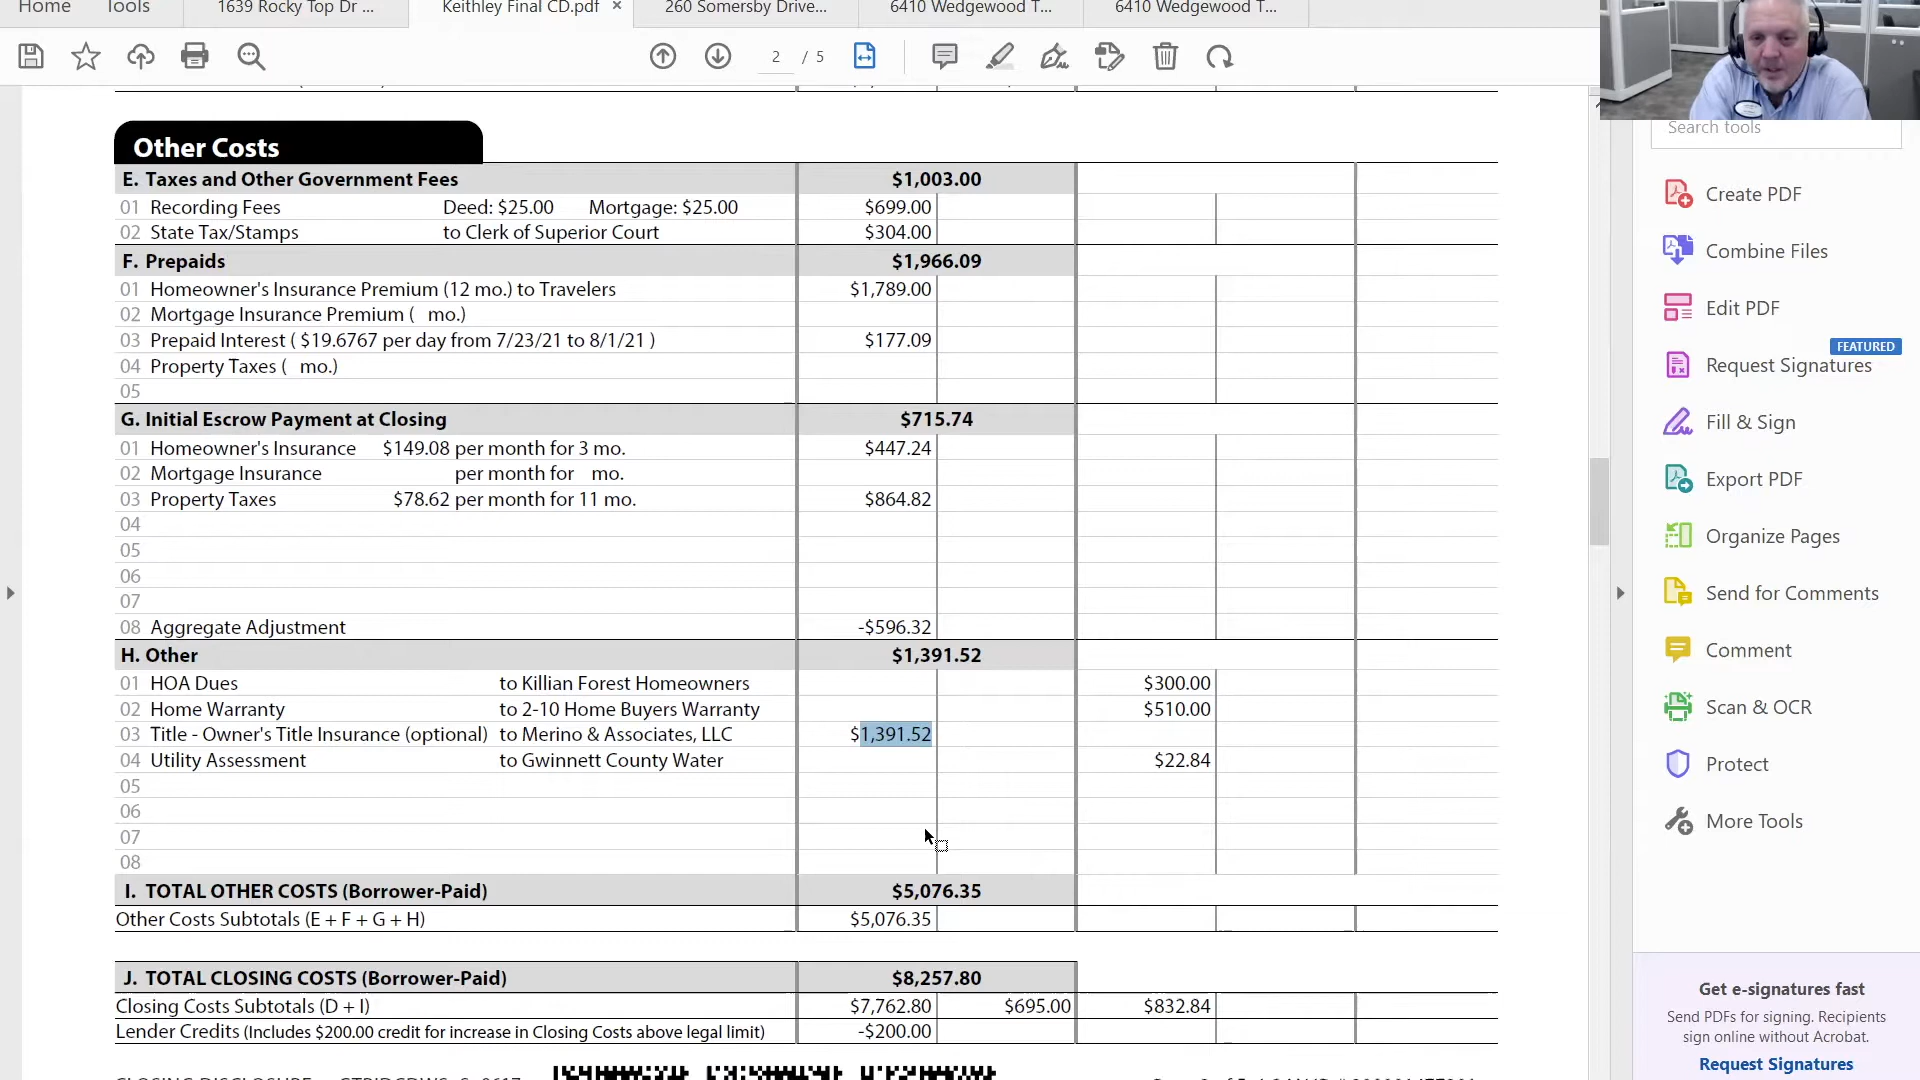 Home Tools 1639 Rocky Top Dr ... Keithley Final CD.pdf × 260 Somersby Drive... 6410 Wedgewood T... 6410 Wedgewood T...
2 / 5
Search tools
Other Costs
E. Taxes and Other Government Fees $1,003.00
01 Recording Fees Deed: $25.00 Mortgage: $25.00 $699.00
02 State Tax/Stamps to Clerk of Superior Court $304.00
F. Prepaids $1,966.09
01 Homeowner's Insurance Premium (12 mo.) to Travelers $1,789.00
02 Mortgage Insurance Premium ( mo.)
03 Prepaid Interest ( $19.6767 per day from 7/23/21 to 8/1/21 ) $177.09
04 Property Taxes ( mo.)
05
G. Initial Escrow Payment at Closing $715.74
01 Homeowner's Insurance $149.08 per month for 3 mo. $447.24
02 Mortgage Insurance per month for mo.
03 Property Taxes $78.62 per month for 11 mo. $864.82
04
05
06
07
08 Aggregate Adjustment -$596.32
H. Other $1,391.52
01 HOA Dues to Killian Forest Homeowners $300.00
02 Home Warranty to 2-10 Home Buyers Warranty $510.00
03 Title - Owner's Title Insurance (optional) to Merino & Associates, LLC $1,391.52
04 Utility Assessment to Gwinnett County Water $22.84
05
06
07
08
I. TOTAL OTHER COSTS (Borrower-Paid) $5,076.35
Other Costs Subtotals (E + F + G + H) $5,076.35
J. TOTAL CLOSING COSTS (Borrower-Paid) $8,257.80
Closing Costs Subtotals (D + I) $7,762.80 $695.00 $832.84
Lender Credits (Includes $200.00 credit for increase in Closing Costs above legal limit) -$200.00
Create PDF
Combine Files
Edit PDF
FEATURED
Request Signatures
Fill & Sign
Export PDF
Organize Pages
Send for Comments
Comment
Scan & OCR
Protect
More Tools
Get e-signatures fast
Send PDFs for signing. Recipients
sign online without Acrobat.
Request Signatures